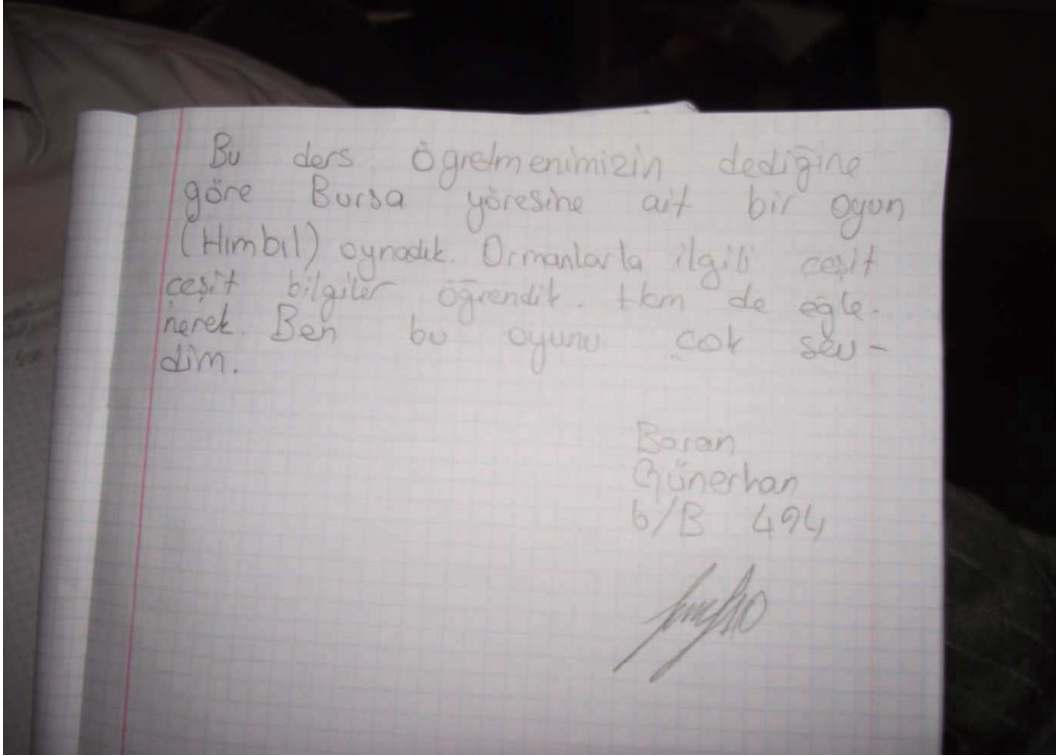 Bu ders öğretmenimizin dediğine
göre Bursa yöresine ait bir oyun
(Hımbıl) oynadık. Ormanlarla ilgili çeşit
çeşit bilgiler öğrendik. Hem de eğle-
nerek. Ben bu oyunu çok sev-
dim.
Baran
Günerhan
6/B 494